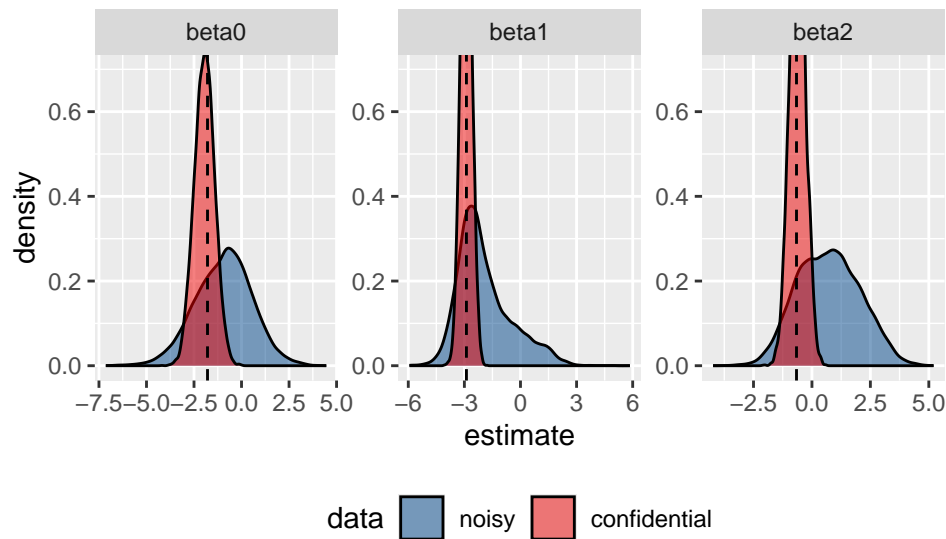 beta0 beta1 beta2
0.6 0.6 0.6
0.4 0.4 0.4
0.2 0.2 0.2
0.0 0.0 0.0
density
−7.5 −5.0 −2.5 0.0 2.5 5.0 −6 −3 0 3 6 −2.5 0.0 2.5 5.0
estimate
data noisy confidential